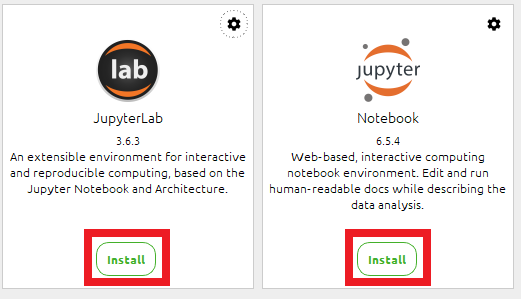 lab
JupyterLab
3.6.3
An extensible environment for interactive
and reproducible computing, based on the
Jupyter Notebook and Architecture.
Install
jupyter
Notebook
6.5.4
Web-based, interactive computing
notebook environment. Edit and run
human-readable docs while describing the
data analysis.
Install